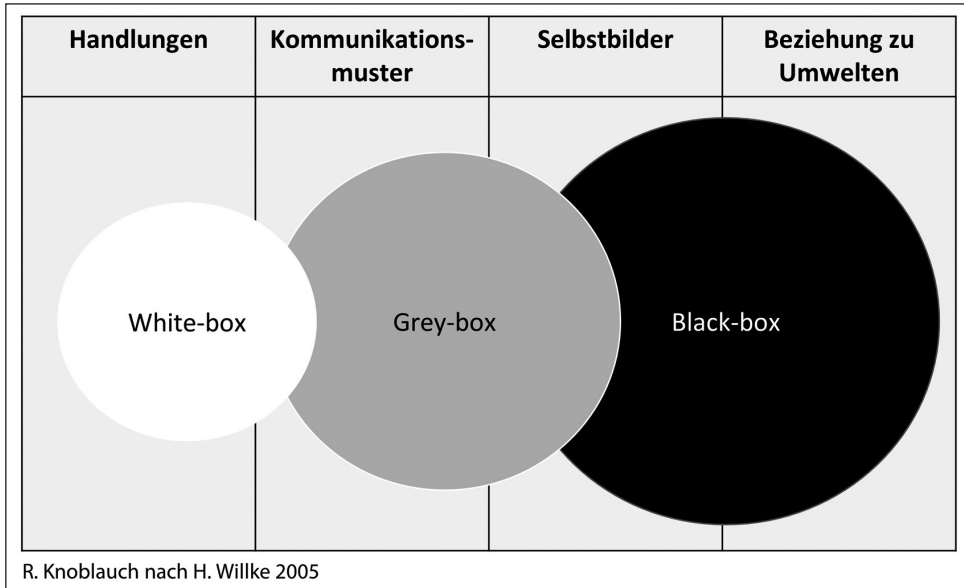 Handlungen
Kommunikations-
muster
Selbstbilder
Beziehung zu
Umwelten
White-box
Grey-box
Black-box
R. Knoblauch nach H. Willke 2005